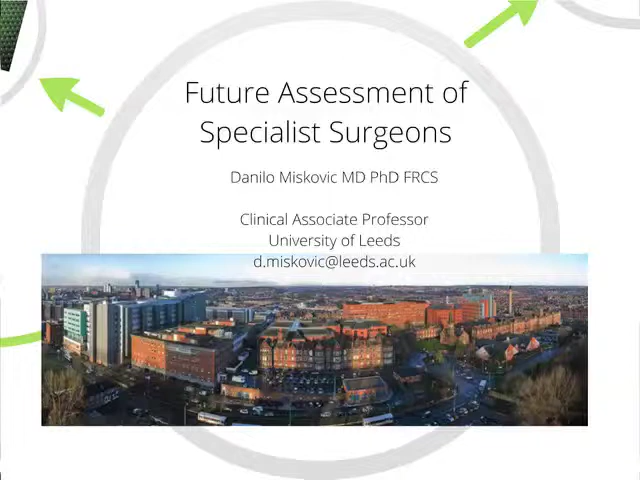 Future Assessment of
Specialist Surgeons
Danilo Miskovic MD PhD FRCS
Clinical Associate Professor
University of Leeds
d.miskovic@leeds.ac.uk